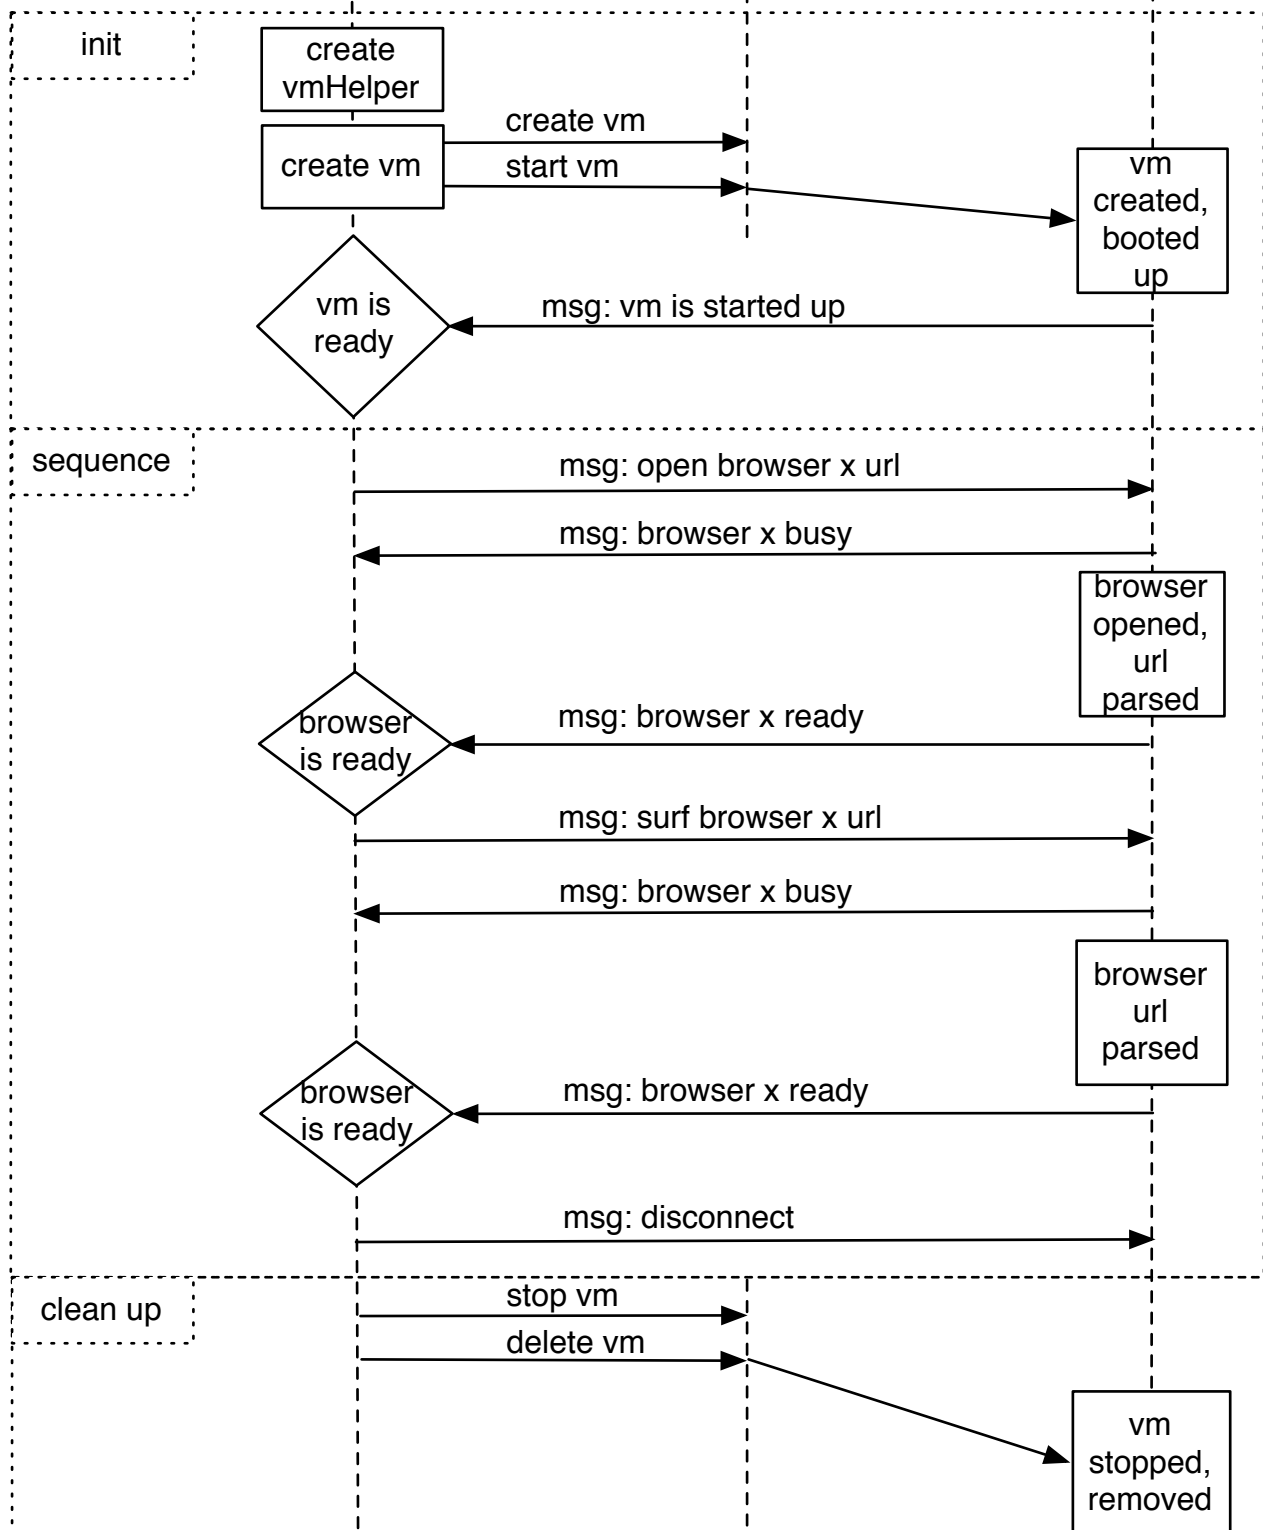 init
create
vmHelper
create vm
create vm
start vm
vm
created,
booted
up
vm is
ready
msg: vm is started up
sequence
msg: open browser x url
msg: browser x busy
browser
opened,
url
parsed
browser
is ready
msg: browser x ready
msg: surf browser x url
msg: browser x busy
browser
url
parsed
browser
is ready
msg: browser x ready
msg: disconnect
clean up
stop vm
delete vm
vm
stopped,
removed